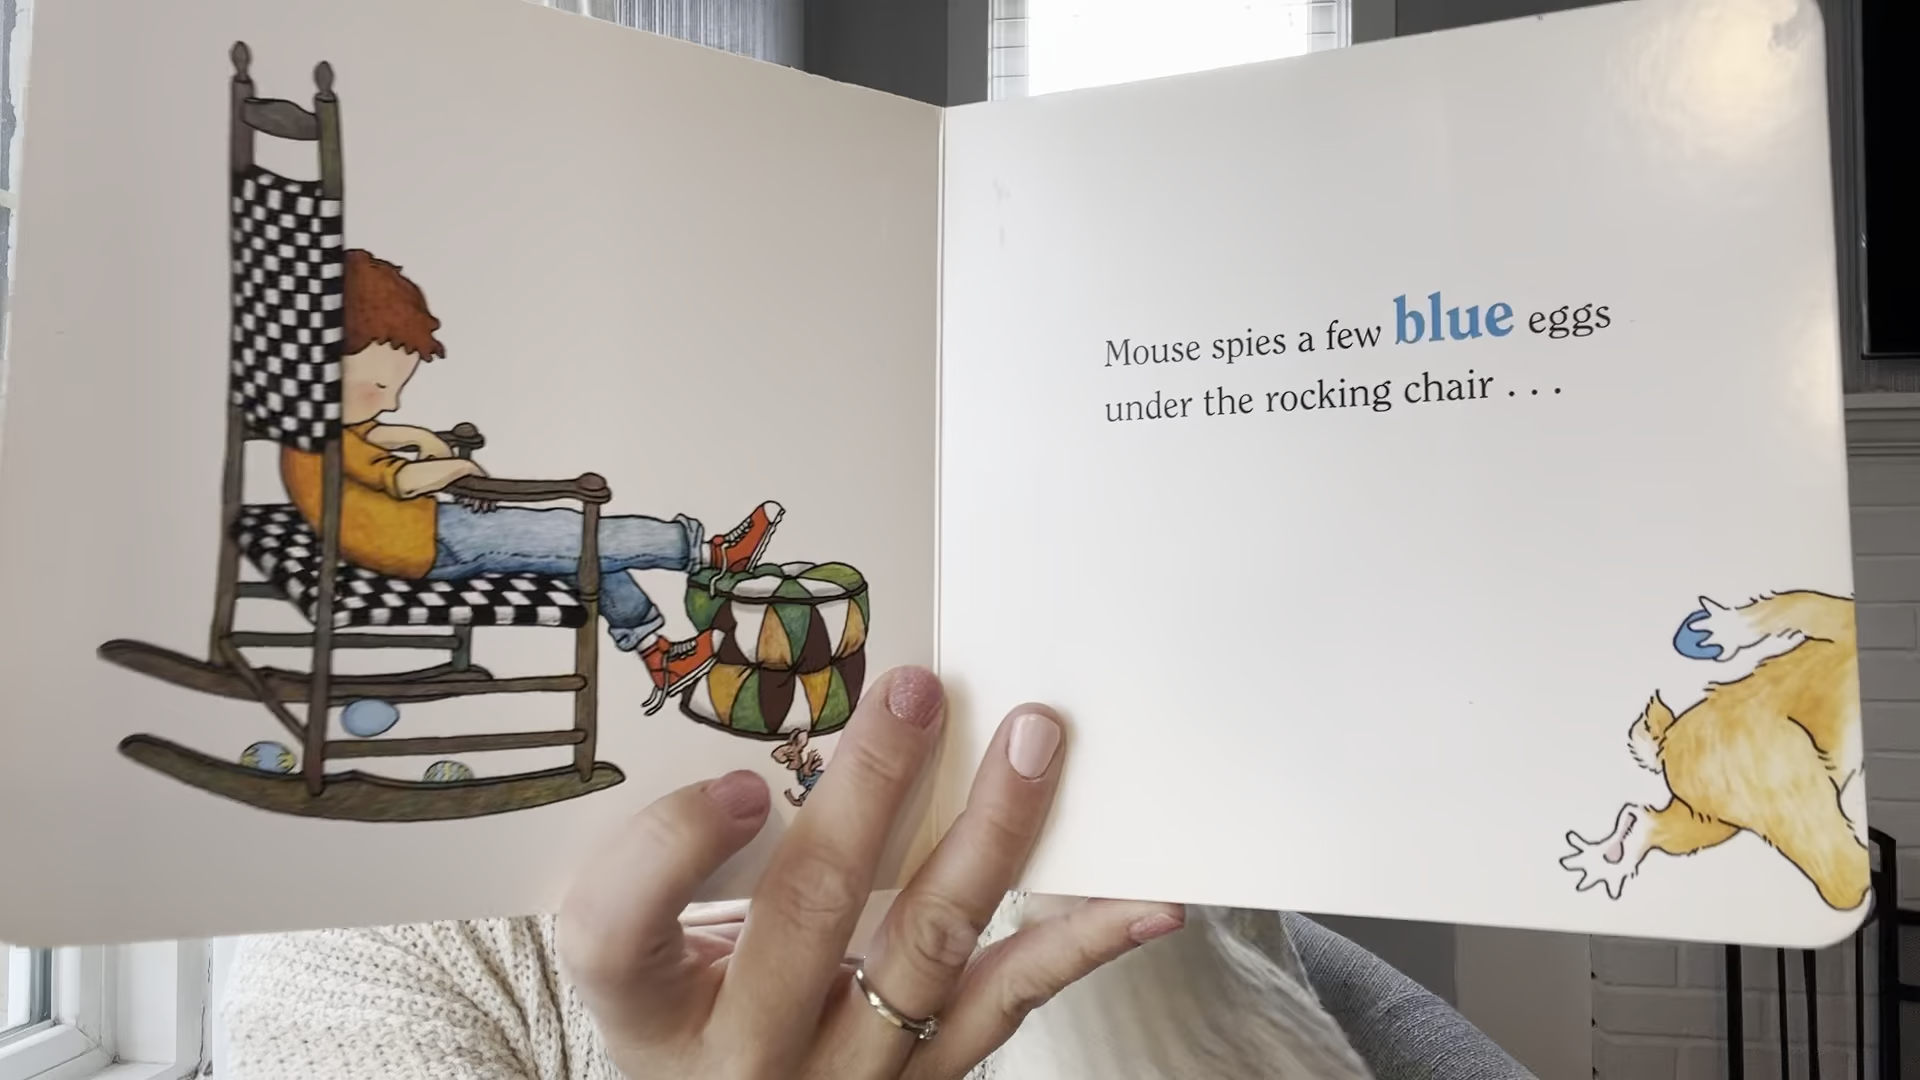 Mouse spies a few blue eggs
under the rocking chair . . .